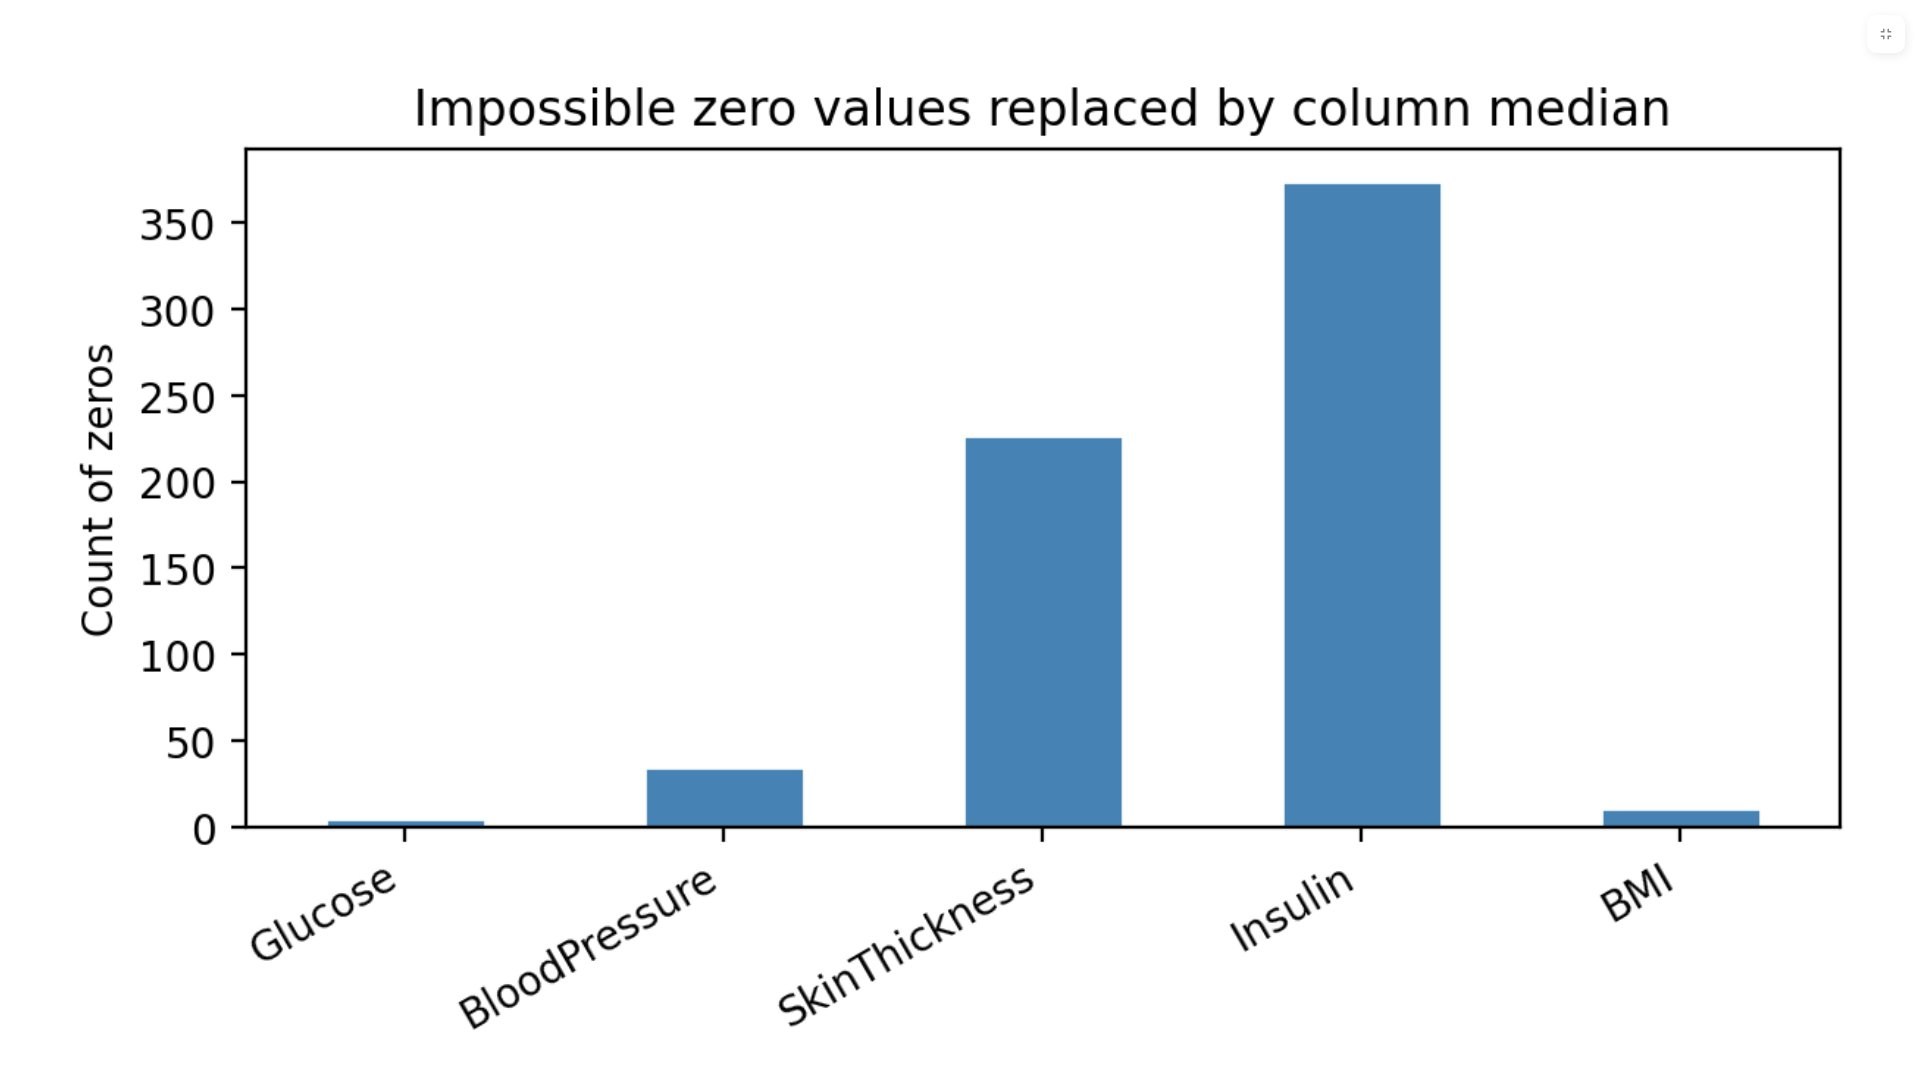 Impossible zero values replaced by column median
Count of zeros
350
300
250
200
150
100
50
0
Glucose
BloodPressure
SkinThickness
Insulin
BMI